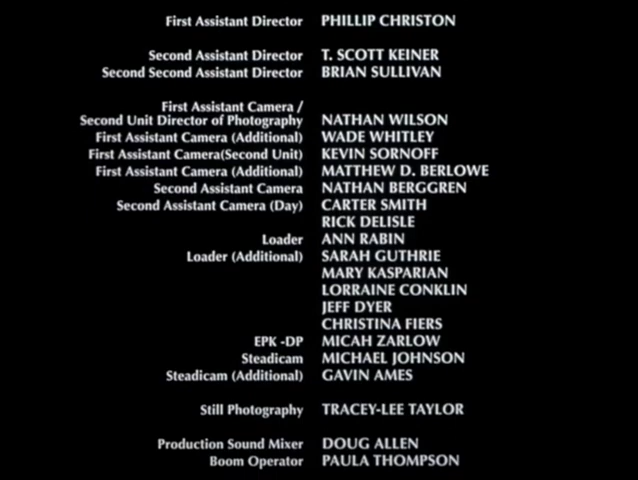 First Assistant Director PHILLIP CHRISTON
Second Assistant Director T. SCOTT KEINER
Second Second Assistant Director BRIAN SULLIVAN
First Assistant Camera /
Second Unit Director of Photography NATHAN WILSON
First Assistant Camera (Additional) WADE WHITLEY
First Assistant Camera(Second Unit) KEVIN SORNOFF
First Assistant Camera (Additional) MATTHEW D. BERLOWE
Second Assistant Camera NATHAN BERGGREN
Second Assistant Camera (Day) CARTER SMITH
RICK DELISLE
Loader ANN RABIN
Loader (Additional) SARAH GUTHRIE
MARY KASPARIAN
LORRAINE CONKLIN
JEFF DYER
CHRISTINA FIERS
EPK -DP MICAH ZARLOW
Steadicam MICHAEL JOHNSON
Steadicam (Additional) GAVIN AMES
Still Photography TRACEY-LEE TAYLOR
Production Sound Mixer DOUG ALLEN
Boom Operator PAULA THOMPSON